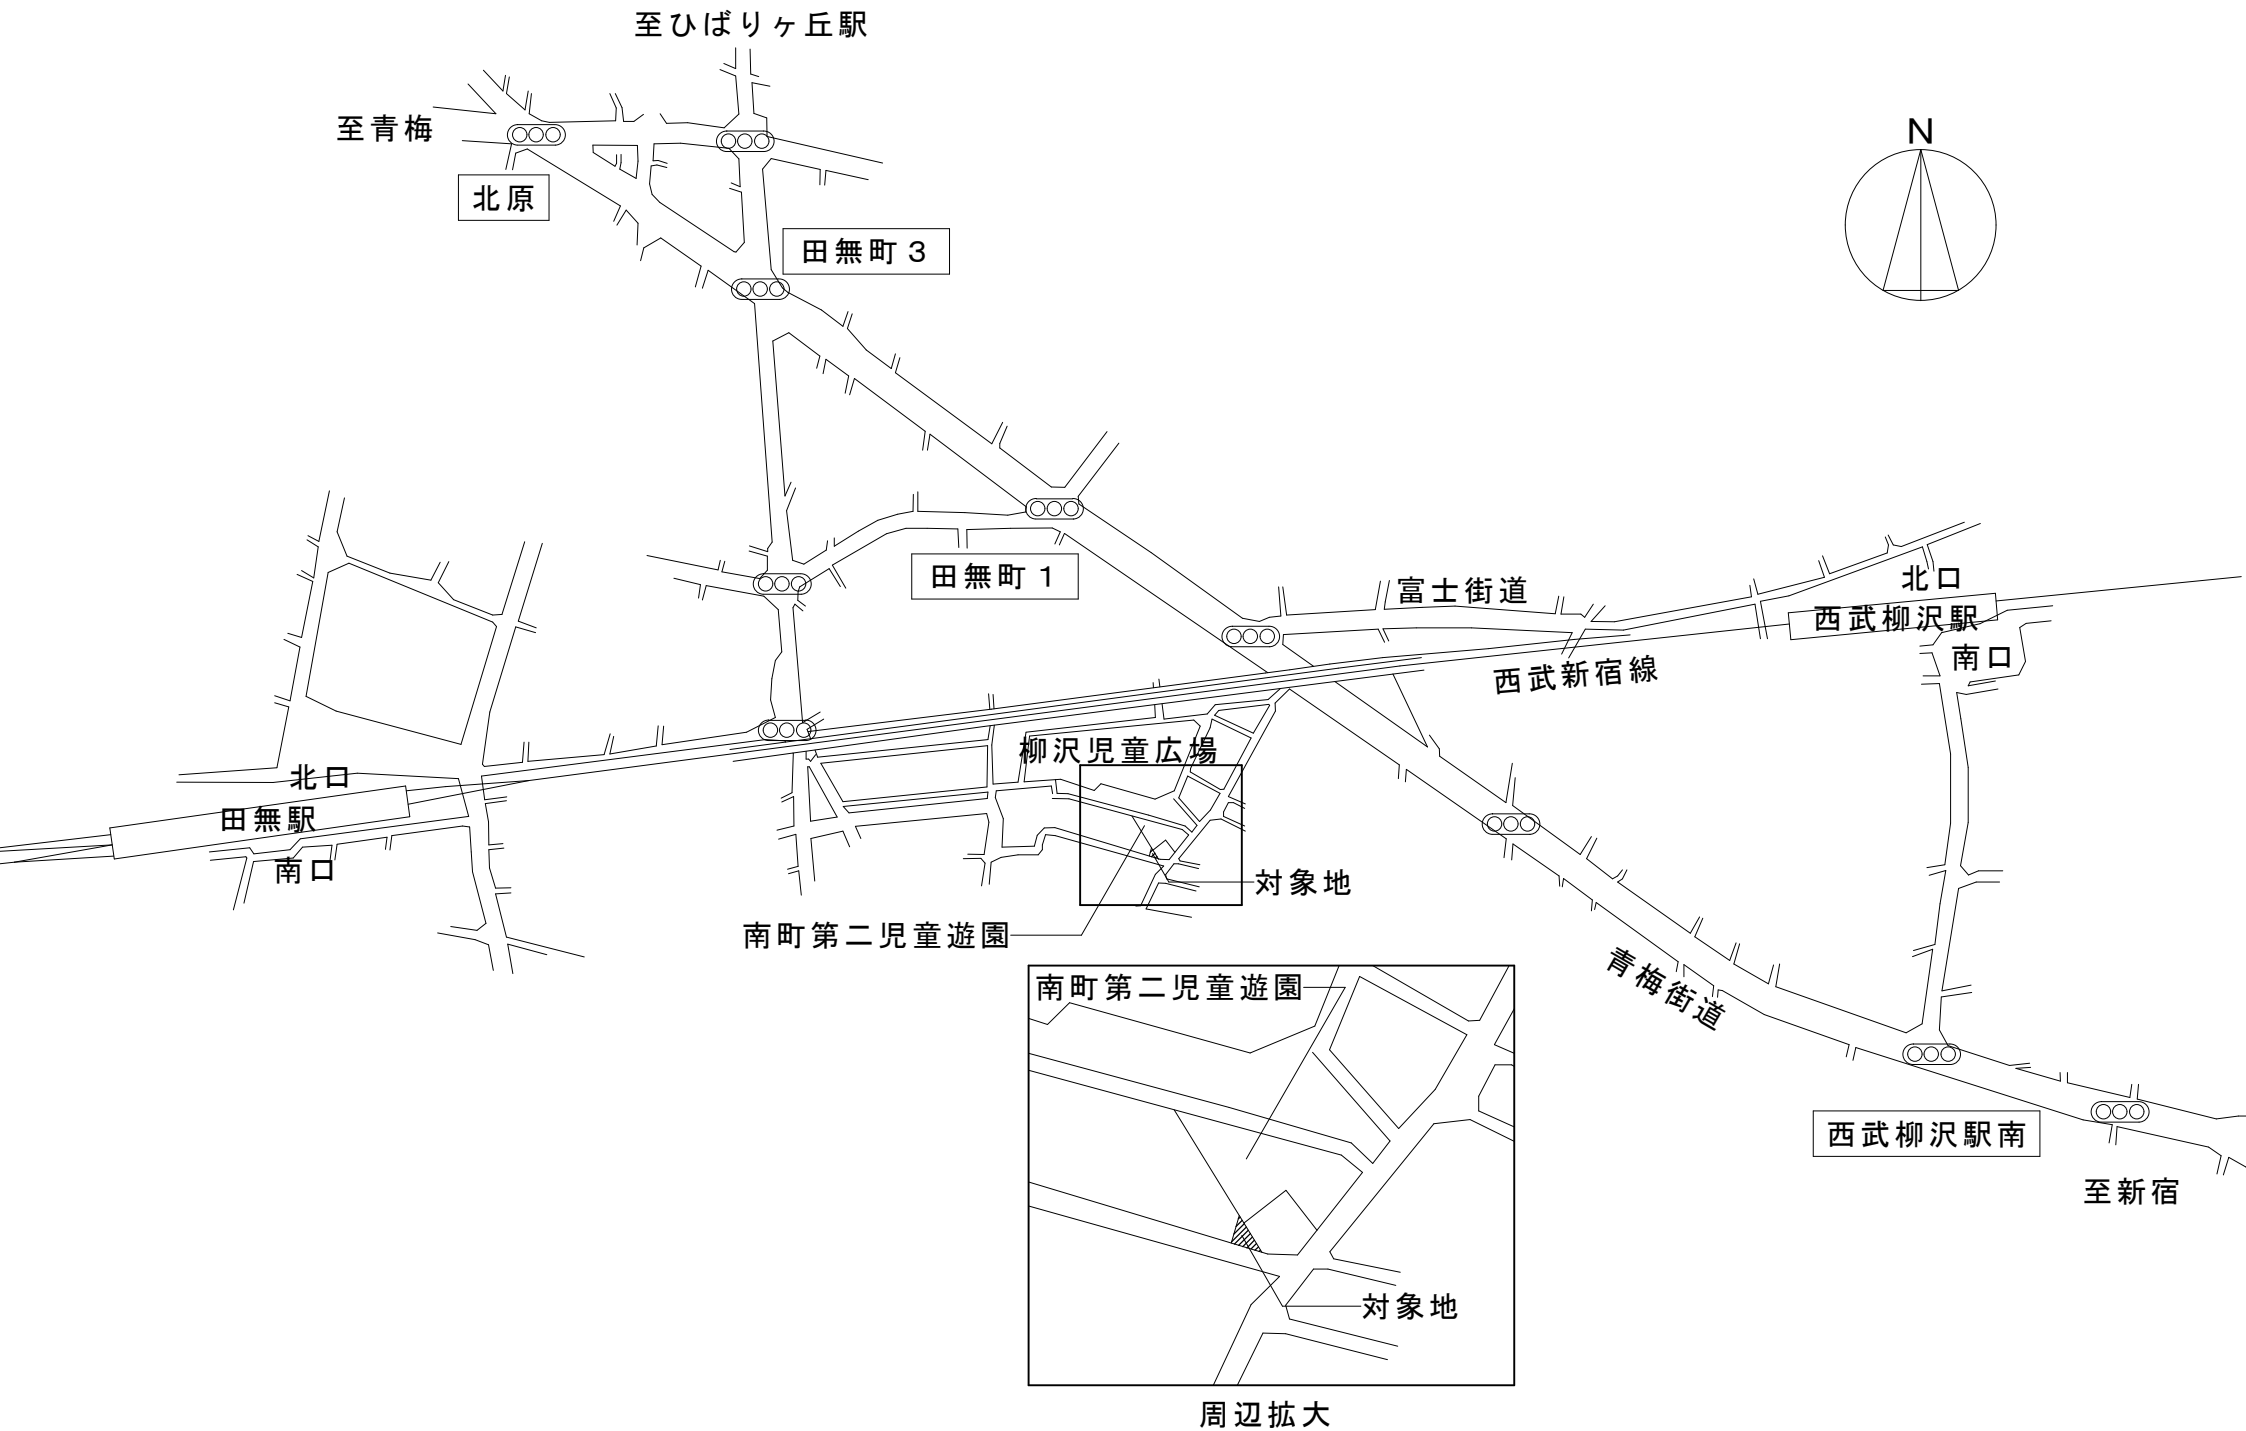 至ひばりヶ丘駅
至青梅
N
北原
田無町３
田無町１
富士街道
北口
西武柳沢駅
南口
西武新宿線
柳沢児童広場
北口
田無駅
南口
対象地
南町第二児童遊園
青梅街道
南町第二児童遊園
西武柳沢駅南
至新宿
対象地
周辺拡大